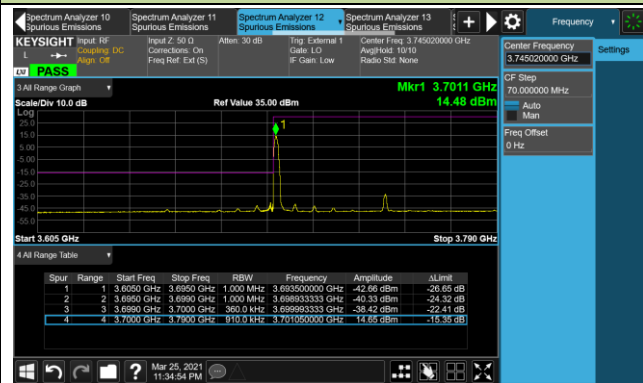 Spectrum Analyzer 10
Spurious Emissions
Spectrum Analyzer 11
Spurious Emissions
Spectrum Analyzer 12
Spurious Emissions
Spectrum Analyzer 13
Spurious Emissions
Frequency
KEYSIGHT
L
PASS
Input: RF
Coupling: DC
Align: Off
Input Z: 50 Ω
Corrections: On
Freq Ref: Ext (S)
Atten: 30 dB
Trig: External 1
Gate: LO
IF Gain: Low
Center Freq: 3.745020000 GHz
Avg|Hold: 10/10
Radio Std: None
Center Frequency
3.745020000 GHz
Settings
CF Step
70.000000 MHz
Auto
Man
Freq Offset
0 Hz
3 All Range Graph
Mkr1 3.7011 GHz
Scale/Div 10.0 dB
Ref Value 35.00 dBm
14.48 dBm
Log
25.0
15.0
5.00
-5.00
-15.0
-25.0
-35.0
-45.0
-55.0
1
Start 3.605 GHz
Stop 3.790 GHz
4 All Range Table
Spur Range Start Freq Stop Freq RBW Frequency Amplitude ΔLimit
1 1 3.6050 GHz 3.6950 GHz 1.000 MHz 3.693500000 GHz -42.66 dBm -26.65 dB
2 2 3.6950 GHz 3.6990 GHz 1.000 MHz 3.698933333 GHz -40.33 dBm -24.32 dB
3 3 3.6990 GHz 3.7000 GHz 360.0 kHz 3.699993333 GHz -38.42 dBm -22.41 dB
4 4 3.7000 GHz 3.7900 GHz 910.0 kHz 3.701050000 GHz 14.65 dBm -15.35 dB
?
Mar 25, 2021
11:34:54 PM